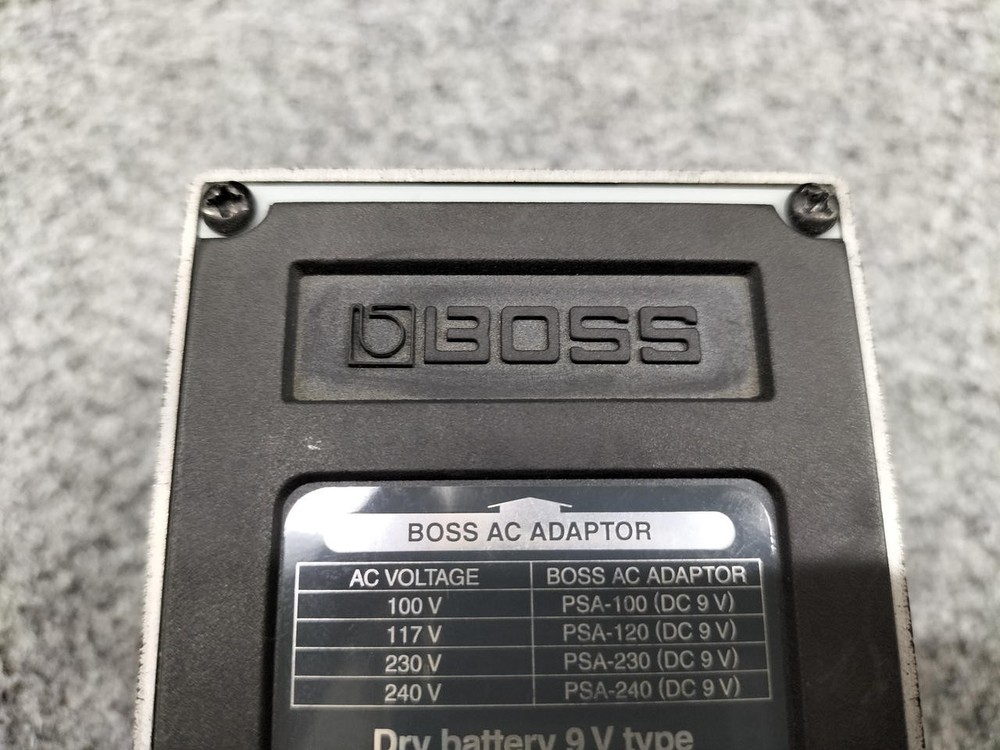 BOSS
BOSS AC ADAPTOR
AC VOLTAGE BOSS AC ADAPTOR
100 V PSA-100 (DC 9 V)
117 V PSA-120 (DC 9 V)
230 V PSA-230 (DC 9 V)
240 V PSA-240 (DC 9 V)
Dry battery 9 V type